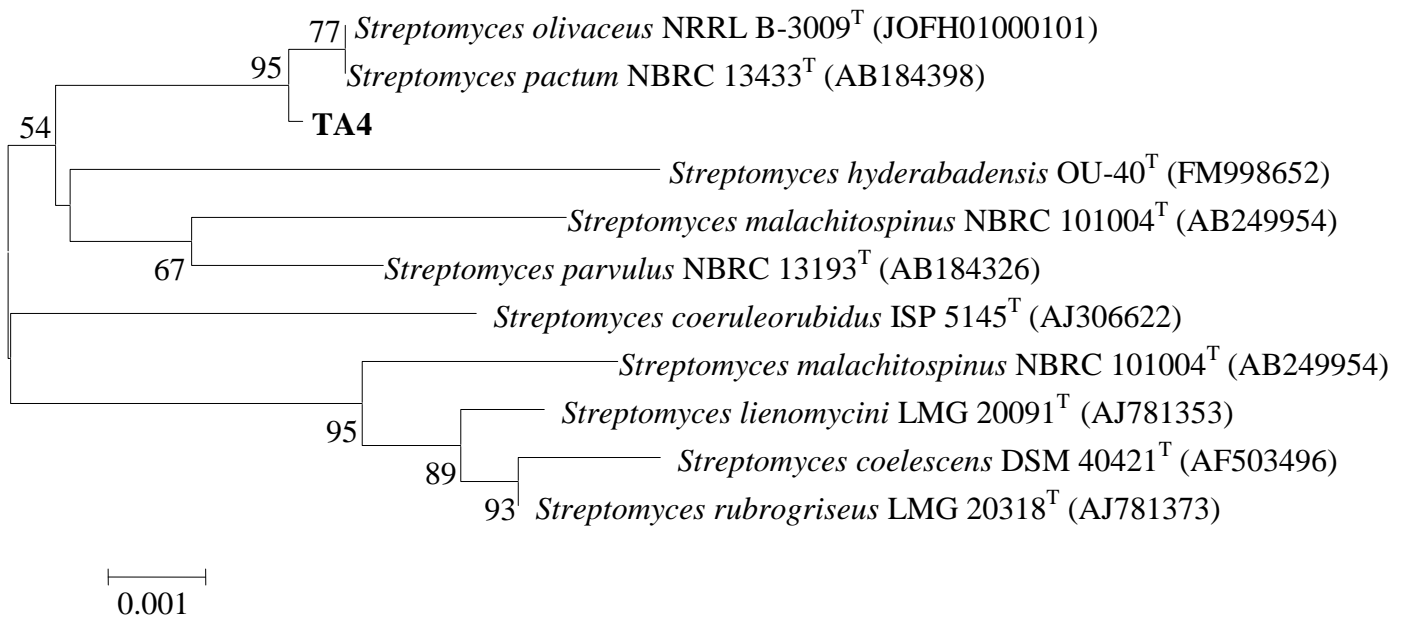 77 Streptomyces olivaceus NRRL B-3009T (JOFH01000101)
95 Streptomyces pactum NBRC 13433T (AB184398)
TA4
54
Streptomyces hyderabadensis OU-40T (FM998652)
Streptomyces malachitospinus NBRC 101004T (AB249954)
67 Streptomyces parvulus NBRC 13193T (AB184326)
Streptomyces coeruleorubidus ISP 5145T (AJ306622)
Streptomyces malachitospinus NBRC 101004T (AB249954)
Streptomyces lienomycini LMG 20091T (AJ781353)
95
Streptomyces coelescens DSM 40421T (AF503496)
89
93 Streptomyces rubrogriseus LMG 20318T (AJ781373)
0.001